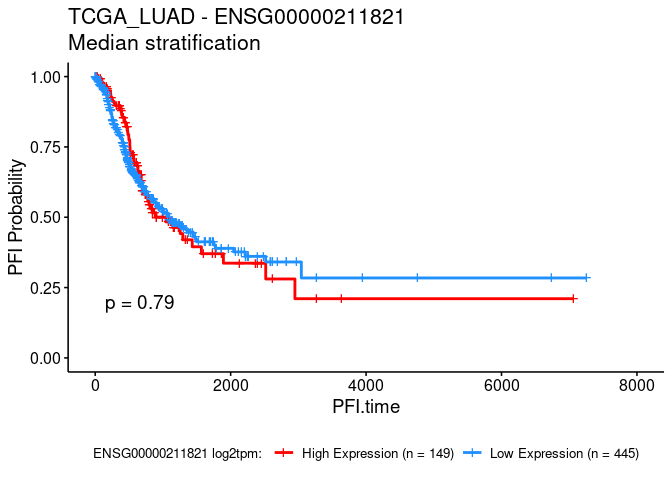 TCGA_LUAD - ENSG00000211821
Median stratification
1.00
0.75
0.50
0.25
0.00
PFI Probability
p = 0.79
0 2000 4000 6000 8000
PFI.time
ENSG00000211821 log2tpm: High Expression (n = 149) Low Expression (n = 445)